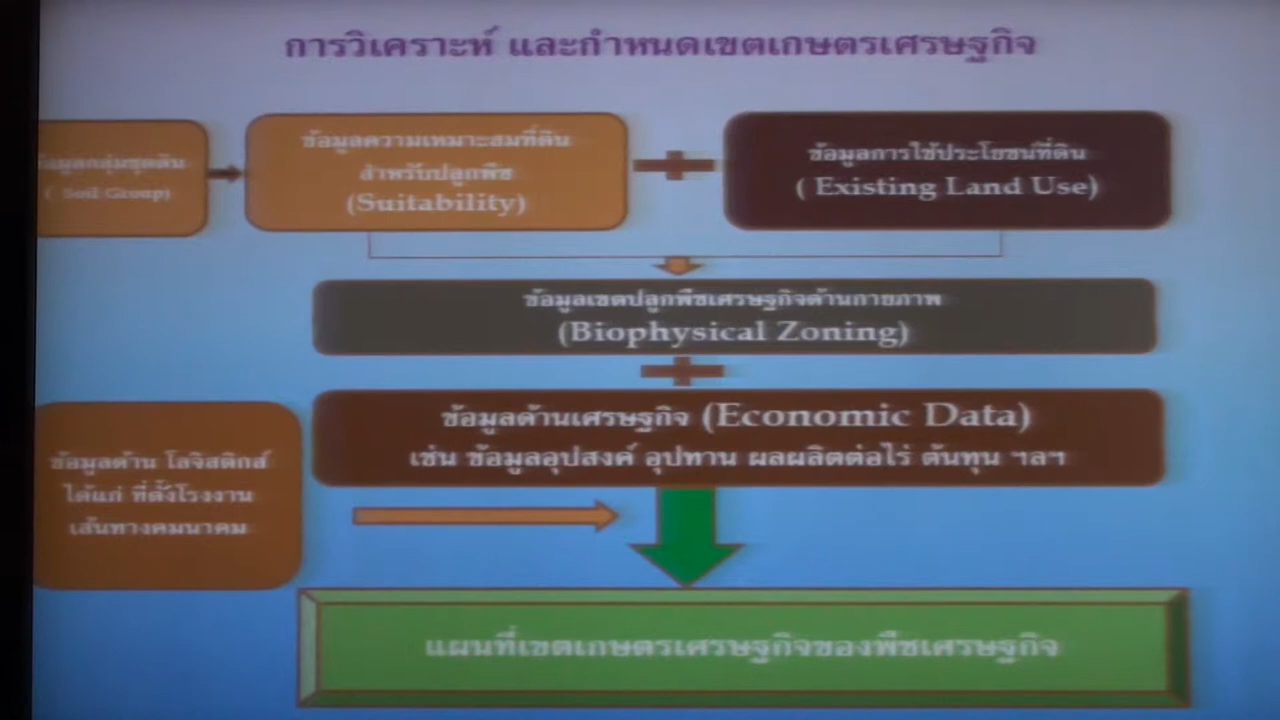 การวิเคราะห์ และกำหนดเขตเกษตรเศรษฐกิจ
ข้อมูลกลุ่มชุดดิน
( Soil Group)
ข้อมูลความเหมาะสมที่ดิน
สำหรับปลูกพืช
(Suitability)
ข้อมูลการใช้ประโยชน์ที่ดิน
( Existing Land Use)
ข้อมูลเขตปลูกพืชเศรษฐกิจด้านกายภาพ
(Biophysical Zoning)
ข้อมูลด้านเศรษฐกิจ (Economic Data)
เช่น ข้อมูลอุปสงค์ อุปทาน ผลผลิตต่อไร่ ต้นทุน ฯลฯ
ข้อมูลด้าน โลจิสติกส์
ได้แก่ ที่ตั้งโรงงาน
เส้นทางคมนาคม
แผนที่เขตเกษตรเศรษฐกิจของพืชเศรษฐกิจ